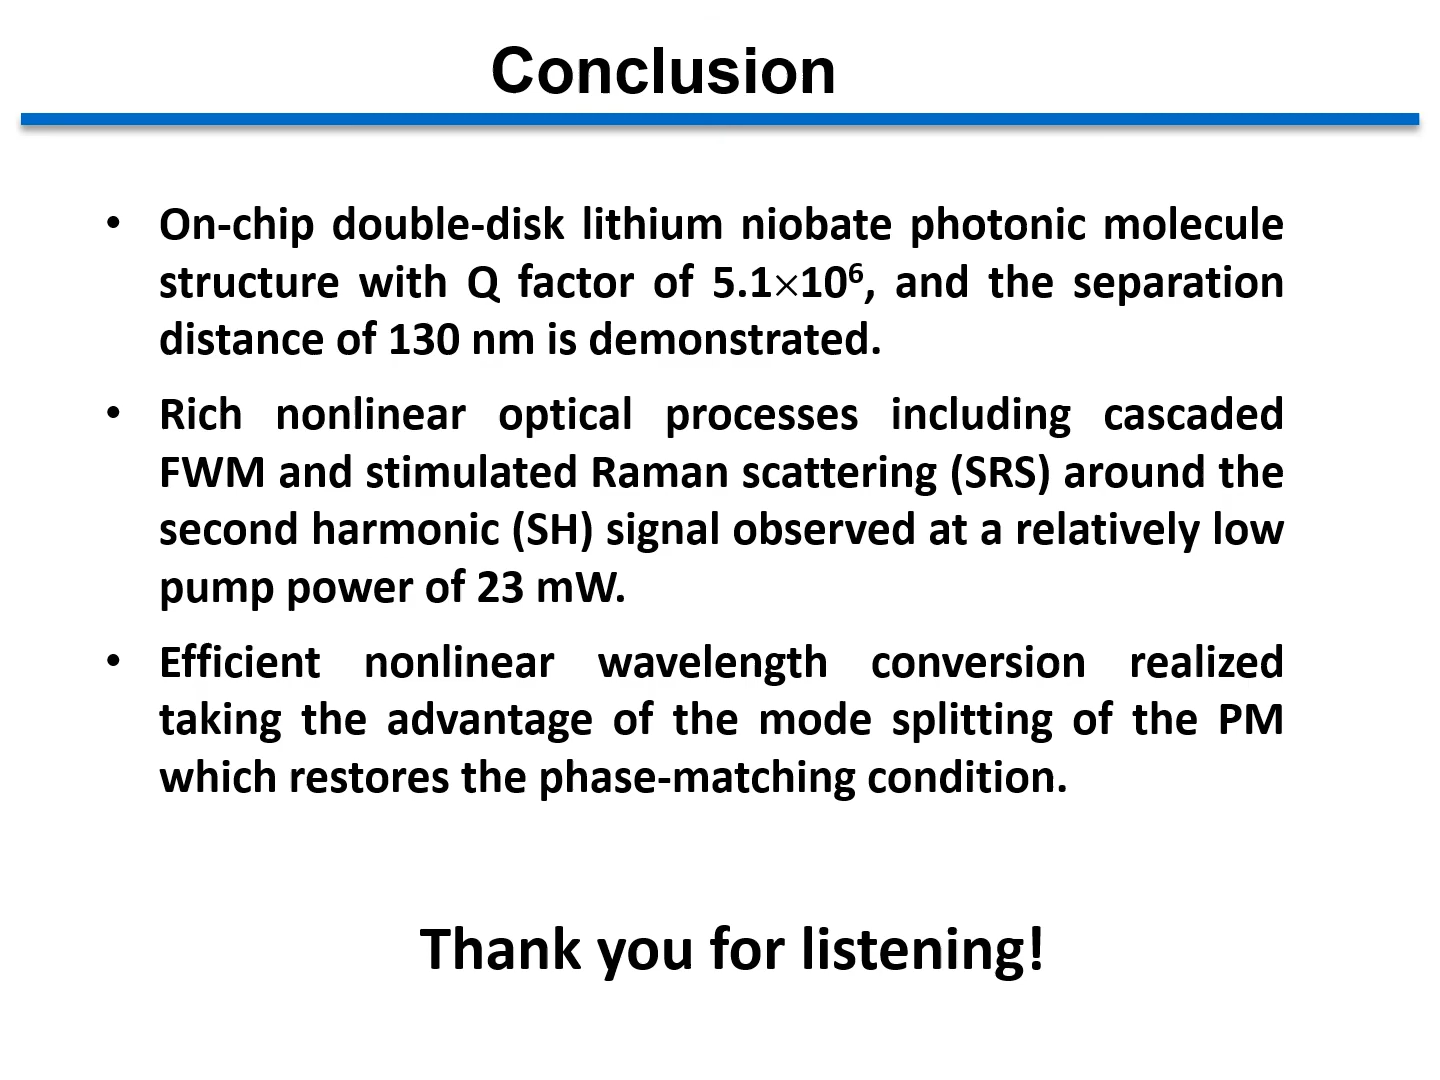 Conclusion
• On-chip double-disk lithium niobate photonic molecule
structure with Q factor of 5.1×10⁶, and the separation
distance of 130 nm is demonstrated.
• Rich nonlinear optical processes including cascaded
FWM and stimulated Raman scattering (SRS) around the
second harmonic (SH) signal observed at a relatively low
pump power of 23 mW.
• Efficient nonlinear wavelength conversion realized
taking the advantage of the mode splitting of the PM
which restores the phase-matching condition.
Thank you for listening!